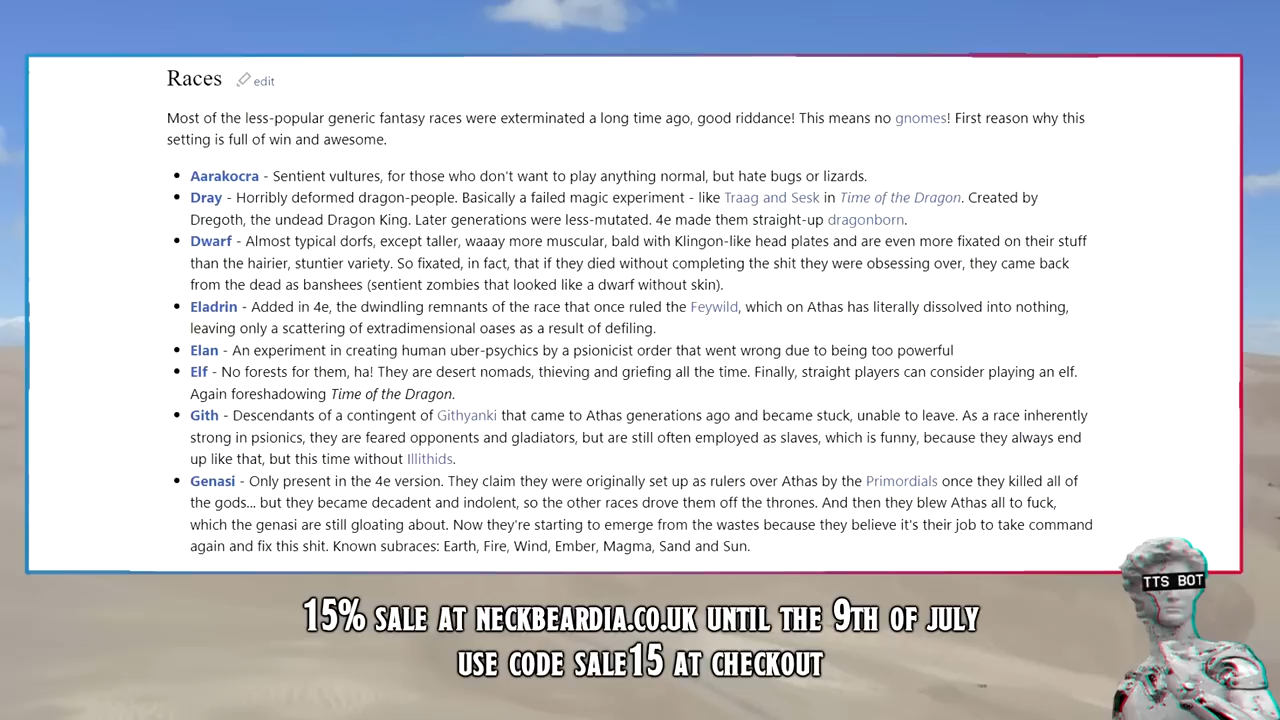 Races edit
Most of the less-popular generic fantasy races were exterminated a long time ago, good riddance! This means no gnomes! First reason why this
setting is full of win and awesome.
• Aarakocra - Sentient vultures, for those who don't want to play anything normal, but hate bugs or lizards.
• Dray - Horribly deformed dragon-people. Basically a failed magic experiment - like Traag and Sesk in Time of the Dragon. Created by
Dregoth, the undead Dragon King. Later generations were less-mutated. 4e made them straight-up dragonborn.
• Dwarf - Almost typical dorfs, except taller, waaay more muscular, bald with Klingon-like head plates and are even more fixated on their stuff
than the hairier, stuntier variety. So fixated, in fact, that if they died without completing the shit they were obsessing over, they came back
from the dead as banshees (sentient zombies that looked like a dwarf without skin).
• Eladrin - Added in 4e, the dwindling remnants of the race that once ruled the Feywild, which on Athas has literally dissolved into nothing,
leaving only a scattering of extradimensional oases as a result of defiling.
• Elan - An experiment in creating human uber-psychics by a psionicist order that went wrong due to being too powerful
• Elf - No forests for them, ha! They are desert nomads, thieving and griefing all the time. Finally, straight players can consider playing an elf.
Again foreshadowing Time of the Dragon.
• Gith - Descendants of a contingent of Githyanki that came to Athas generations ago and became stuck, unable to leave. As a race inherently
strong in psionics, they are feared opponents and gladiators, but are still often employed as slaves, which is funny, because they always end
up like that, but this time without Illithids.
• Genasi - Only present in the 4e version. They claim they were originally set up as rulers over Athas by the Primordials once they killed all of
the gods... but they became decadent and indolent, so the other races drove them off the thrones. And then they blew Athas all to fuck,
which the genasi are still gloating about. Now they're starting to emerge from the wastes because they believe it's their job to take command
again and fix this shit. Known subraces: Earth, Fire, Wind, Ember, Magma, Sand and Sun.
TTS BOT
15% SALE AT NECKBEARDIA.CO.UK UNTIL THE 9TH OF JULY
USE CODE SALE15 AT CHECKOUT